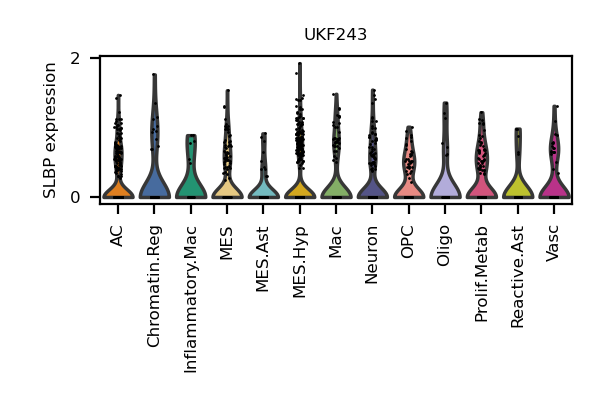 UKF243
SLBP expression
2
0
AC
Chromatin.Reg
Inflammatory.Mac
MES
MES.Ast
MES.Hyp
Mac
Neuron
OPC
Oligo
Prolif.Metab
Reactive.Ast
Vasc